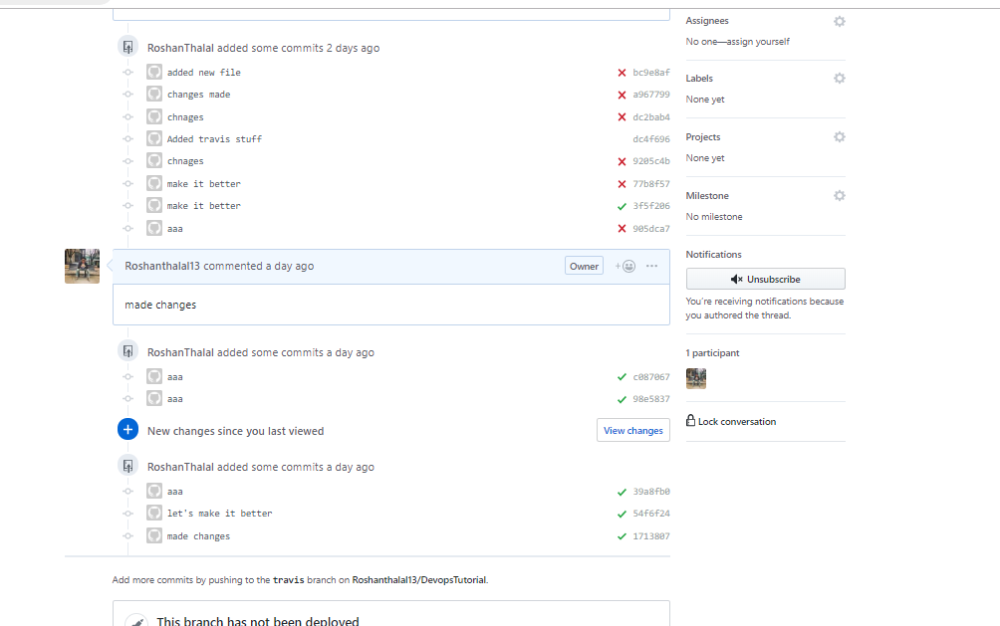 RoshanThalal added some commits 2 days ago
added new file bc9e8af
changes made a967799
chnages dc2bab4
Added travis stuff dc4f696
chnages 9205c4b
make it better 77b8f57
make it better 3f5f206
aaa 905dca7
Roshanthalal13 commented a day ago Owner
made changes
RoshanThalal added some commits a day ago
aaa c087067
aaa 98e5837
New changes since you last viewed View changes
RoshanThalal added some commits a day ago
aaa 39a8fb0
let's make it better 54f6f24
made changes 1713807
Add more commits by pushing to the travis branch on Roshanthalal13/DevopsTutorial.
This branch has not been deployed
Assignees
No one—assign yourself
Labels
None yet
Projects
None yet
Milestone
No milestone
Notifications
Unsubscribe
You're receiving notifications because
you authored the thread.
1 participant
Lock conversation